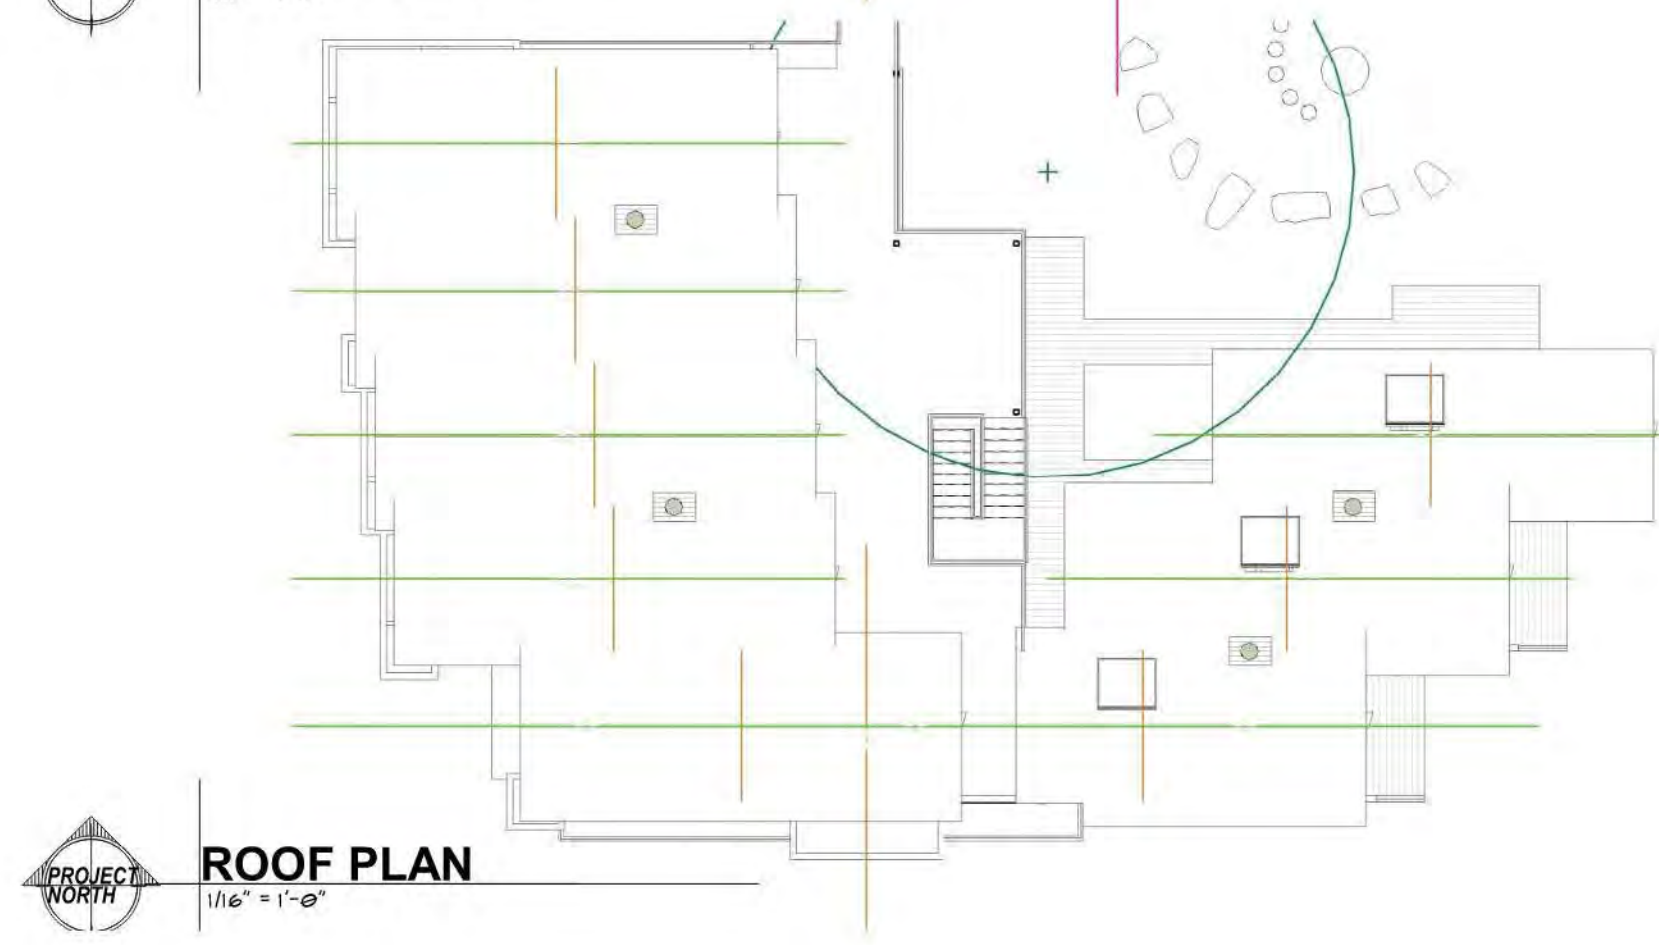 PROJECT
NORTH
ROOF PLAN
1/16" = 1'-0"